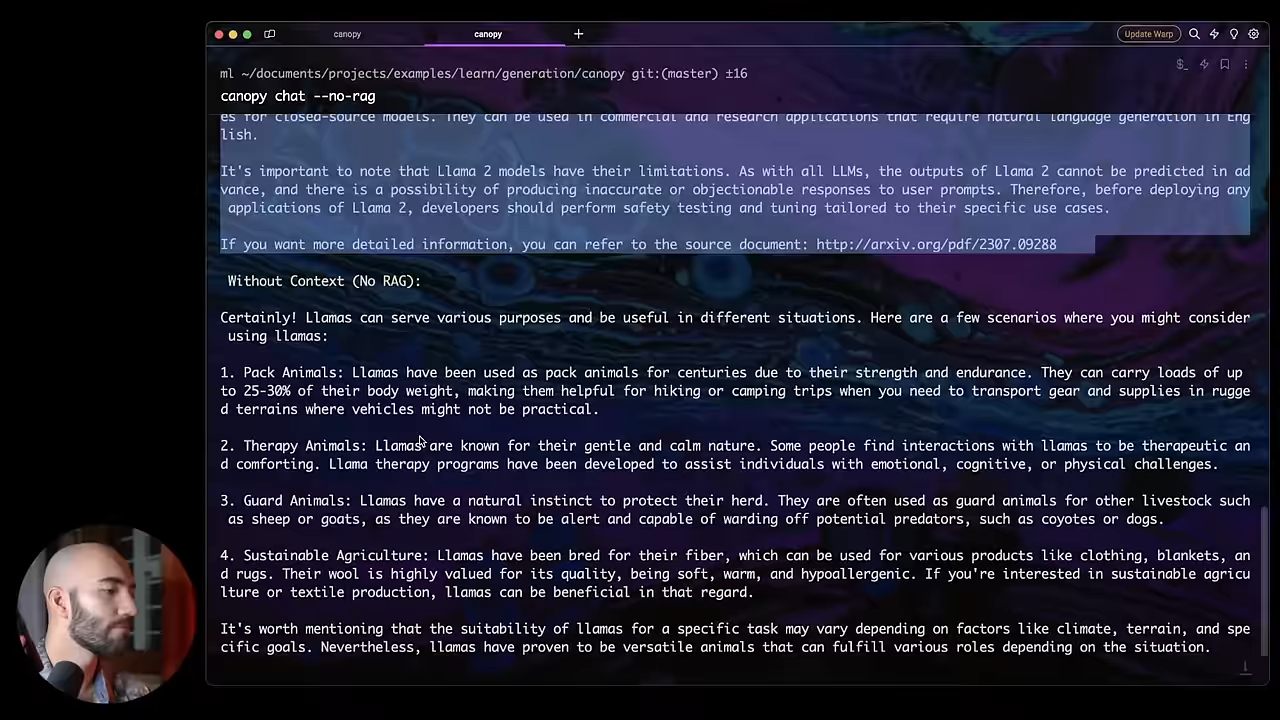 canopy
canopy
+
Update Warp
ml ~/documents/projects/examples/learn/generation/canopy git:(master) ±16
canopy chat --no-rag
es for closed-source models. They can be used in commercial and research applications that require natural language generation in Eng
lish.
It's important to note that Llama 2 models have their limitations. As with all LLMs, the outputs of Llama 2 cannot be predicted in ad
vance, and there is a possibility of producing inaccurate or objectionable responses to user prompts. Therefore, before deploying any
applications of Llama 2, developers should perform safety testing and tuning tailored to their specific use cases.
If you want more detailed information, you can refer to the source document: http://arxiv.org/pdf/2307.09288
Without Context (No RAG):
Certainly! Llamas can serve various purposes and be useful in different situations. Here are a few scenarios where you might consider
using llamas:
1. Pack Animals: Llamas have been used as pack animals for centuries due to their strength and endurance. They can carry loads of up
to 25-30% of their body weight, making them helpful for hiking or camping trips when you need to transport gear and supplies in rugge
d terrains where vehicles might not be practical.
2. Therapy Animals: Llamas are known for their gentle and calm nature. Some people find interactions with llamas to be therapeutic an
d comforting. Llama therapy programs have been developed to assist individuals with emotional, cognitive, or physical challenges.
3. Guard Animals: Llamas have a natural instinct to protect their herd. They are often used as guard animals for other livestock such
as sheep or goats, as they are known to be alert and capable of warding off potential predators, such as coyotes or dogs.
4. Sustainable Agriculture: Llamas have been bred for their fiber, which can be used for various products like clothing, blankets, an
d rugs. Their wool is highly valued for its quality, being soft, warm, and hypoallergenic. If you're interested in sustainable agricu
lture or textile production, llamas can be beneficial in that regard.
It's worth mentioning that the suitability of llamas for a specific task may vary depending on factors like climate, terrain, and spe
cific goals. Nevertheless, llamas have proven to be versatile animals that can fulfill various roles depending on the situation.